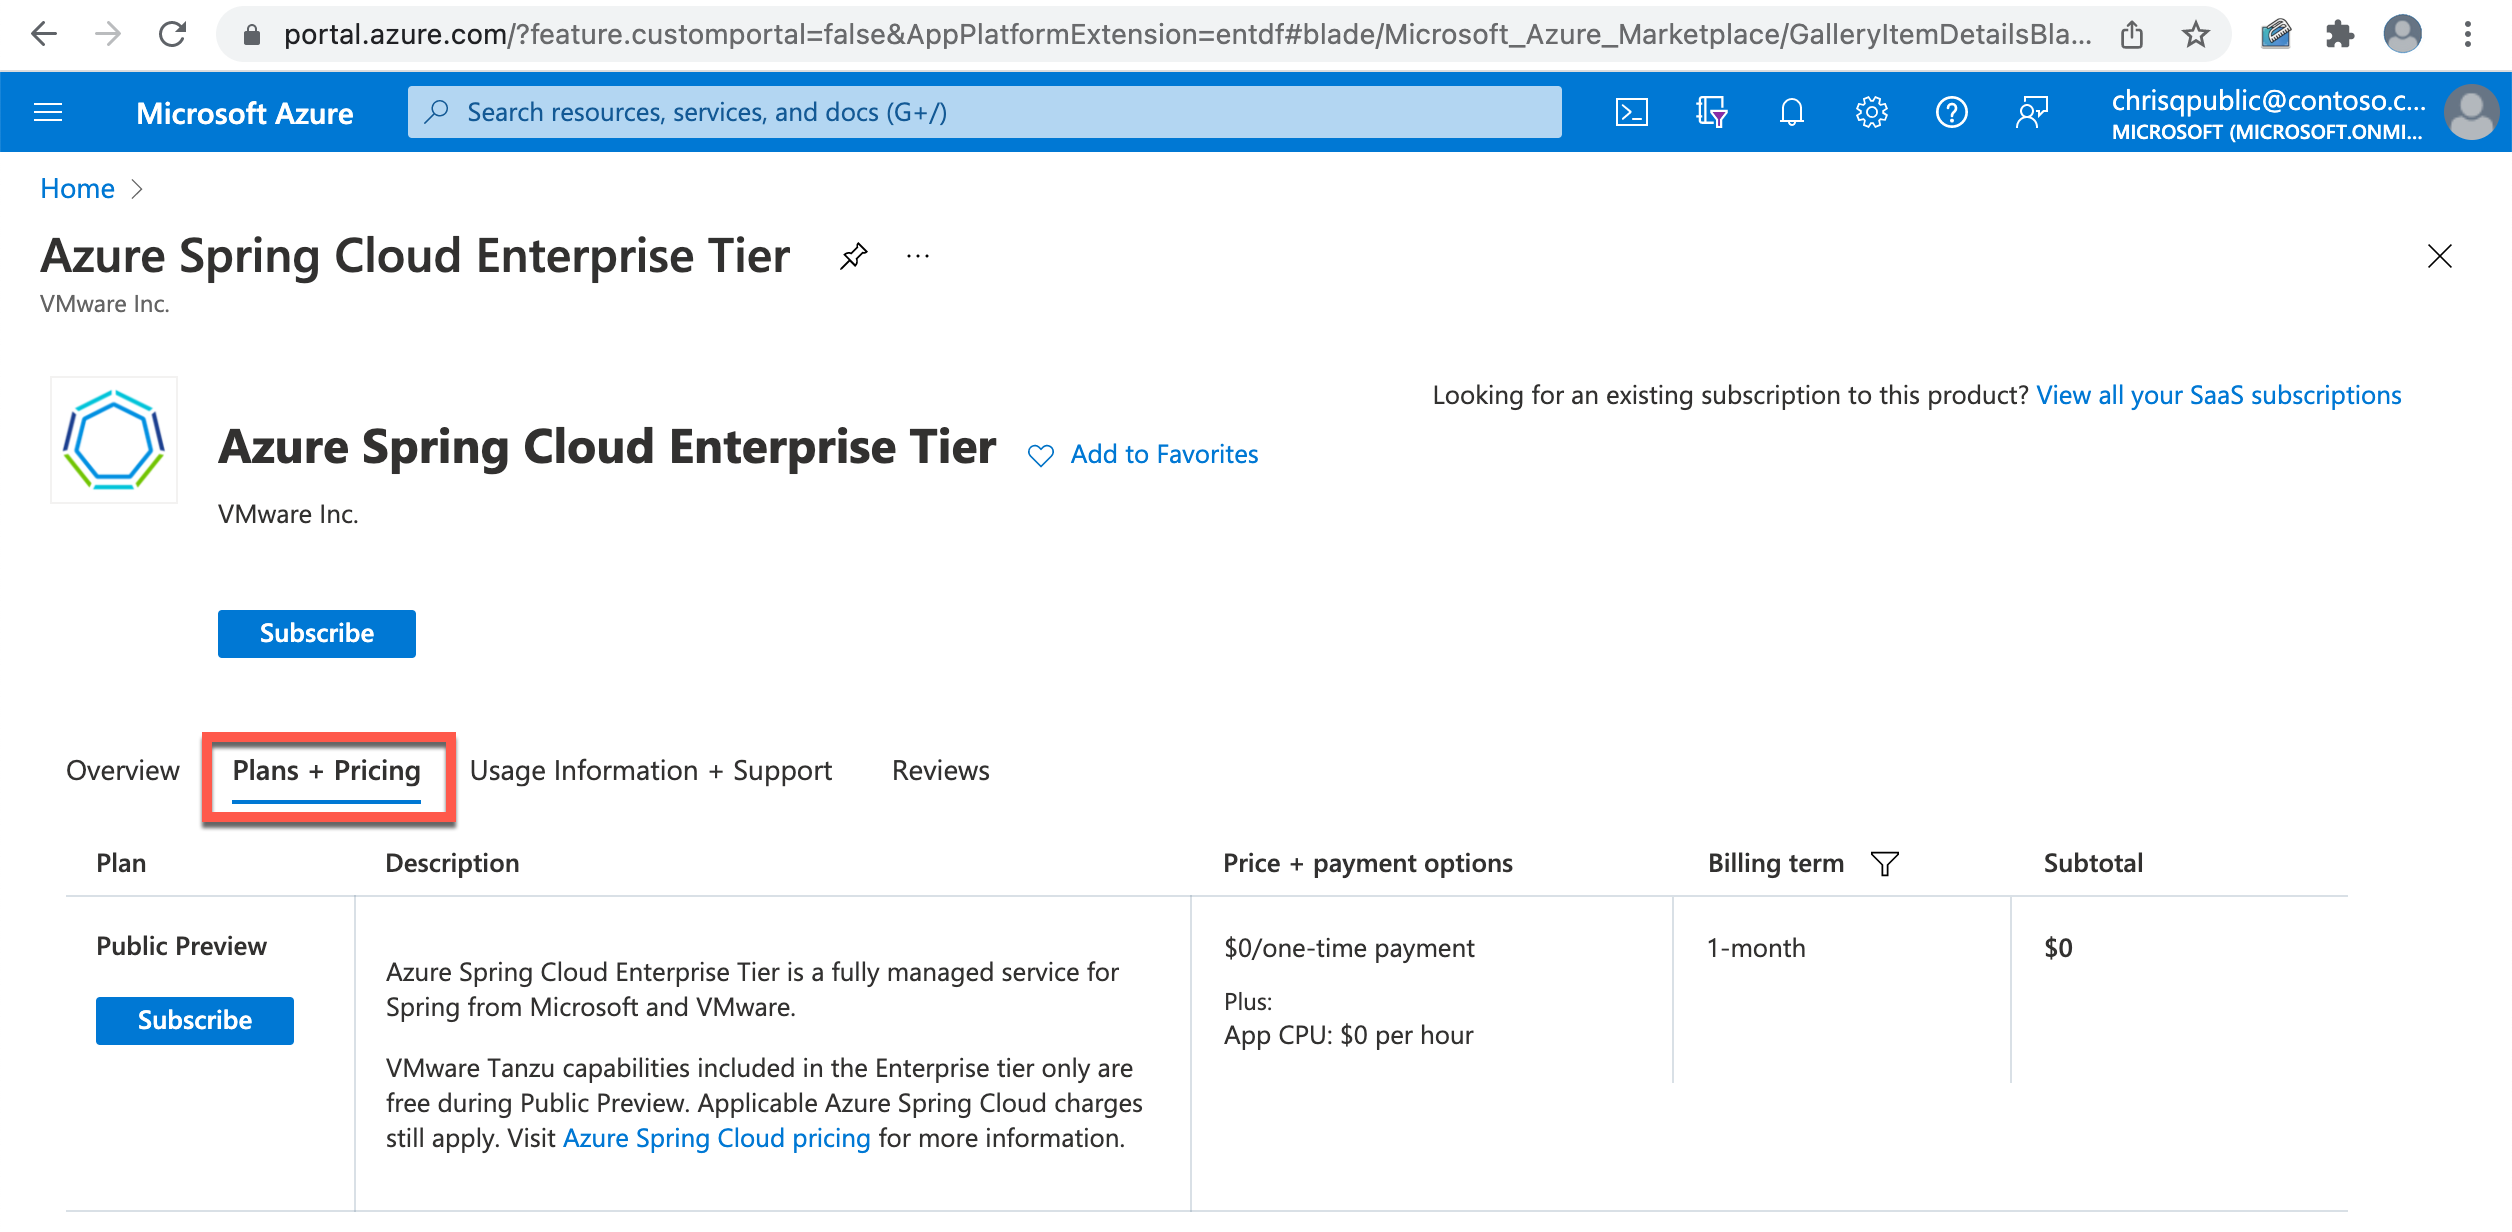 portal.azure.com/?feature.customportal=false&AppPlatformExtension=entdf#blade/Microsoft_Azure_Marketplace/GalleryItemDetailsBla...
Microsoft Azure
Search resources, services, and docs (G+/)
chrisqpublic@contoso.c...
MICROSOFT (MICROSOFT.ONMI...
Home
Azure Spring Cloud Enterprise Tier
VMware Inc.
Looking for an existing subscription to this product? View all your SaaS subscriptions
Azure Spring Cloud Enterprise Tier
Add to Favorites
VMware Inc.
Subscribe
Overview
Plans + Pricing
Usage Information + Support
Reviews
Plan
Description
Price + payment options
Billing term
Subtotal
Public Preview
Subscribe
Azure Spring Cloud Enterprise Tier is a fully managed service for
Spring from Microsoft and VMware.
VMware Tanzu capabilities included in the Enterprise tier only are
free during Public Preview. Applicable Azure Spring Cloud charges
still apply. Visit Azure Spring Cloud pricing for more information.
$0/one-time payment
Plus:
App CPU: $0 per hour
1-month
$0